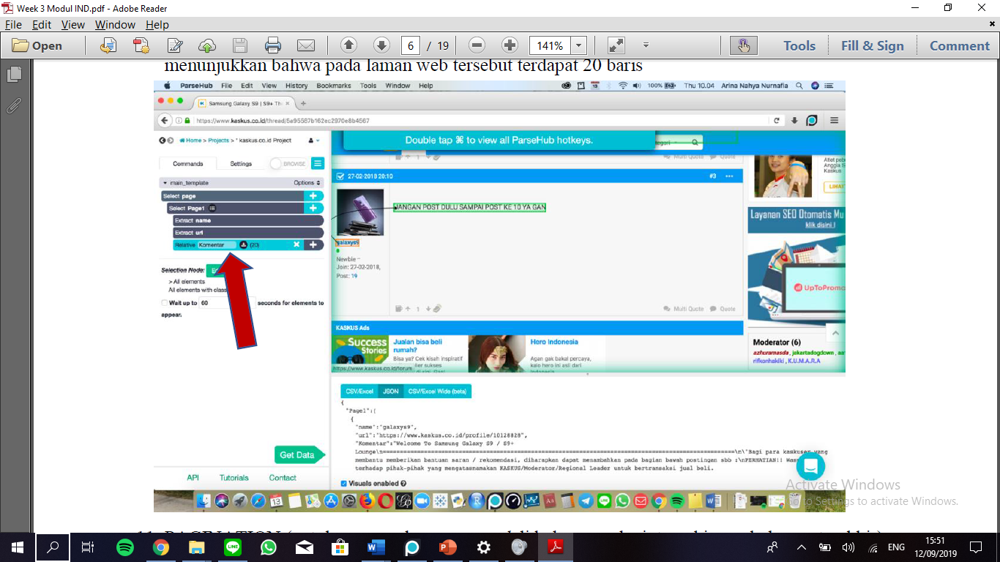 Week 3 Modul IND.pdf - Adobe Reader
File Edit View Window Help
Open 6 / 19 141% Tools Fill & Sign Comment
menunjukkan bahwa pada laman web tersebut terdapat 20 baris
ParseHub File Edit View History Bookmarks Tools Window Help 100% Thu 10.04 Arina Nahya Nurnafia
Samsung Galaxy S9 | S9+ Th
https://www.kaskus.co.id/thread/5a95587b162ec2970e8b4567
Home > Projects > * kaskus.co.id Project
Double tap ⌘ to view all ParseHub hotkeys.
Commands Settings BROWSE
Multi Quote Quote
main_template Options
27-02-2018 20:10 #3
Select page
Select Page1
Extract name
Extract url
Relative Komentar (20)
JANGAN POST DULU SAMPAI POST KE 10 YA GAN
galaxys9
Newbie
Join: 27-02-2018,
Post: 19
Selection Node:
> All elements
All elements with clas
Wait up to 60 seconds for elements to
appear.
1 Multi Quote Quote
Atlet
Anggia S
Kaskus
LIHAT
Layanan SEO Otomatis Mu
klik disini !
UpToPromo
KASKUS Ads
Success
Stories
Jualan bisa beli
rumah?
Bisa ya? Cek kisah inspiratif
sukses
Hero Indonesia
Agan gak bakal percaya,
kalo hero ini asli dari
Indonesia
https://www.kaskus.co.id/forum
Moderator (6)
azhuramasda , jakartadogdown ,
rifkonhakiki , K.U.M.A.R.A
CSV/Excel JSON CSV/Excel Wide (beta)
{
"Page1":[
{
"name":"galaxys9",
"url":"https://www.kaskus.co.id/profile/10128828",
"Komentar":"Welcome To Samsung Galaxy S9 / S9+
\n\"Bagi para kaskuser yang
membantu memberikan bantuan saran / rekomendasi, diharapkan dapat menambahkan pada bagian bawah postingan sbb :\nPERHATIAN!!
terhadap pihak-pihak yang mengatasnamakan KASKUS/Moderator/Regional Leader untuk bertransaksi jual beli.
Get Data
API Tutorials Contact
Visuals enabled
Activate Windows
Go to Settings to activate Windows.
ENG
15:51
12/09/2019